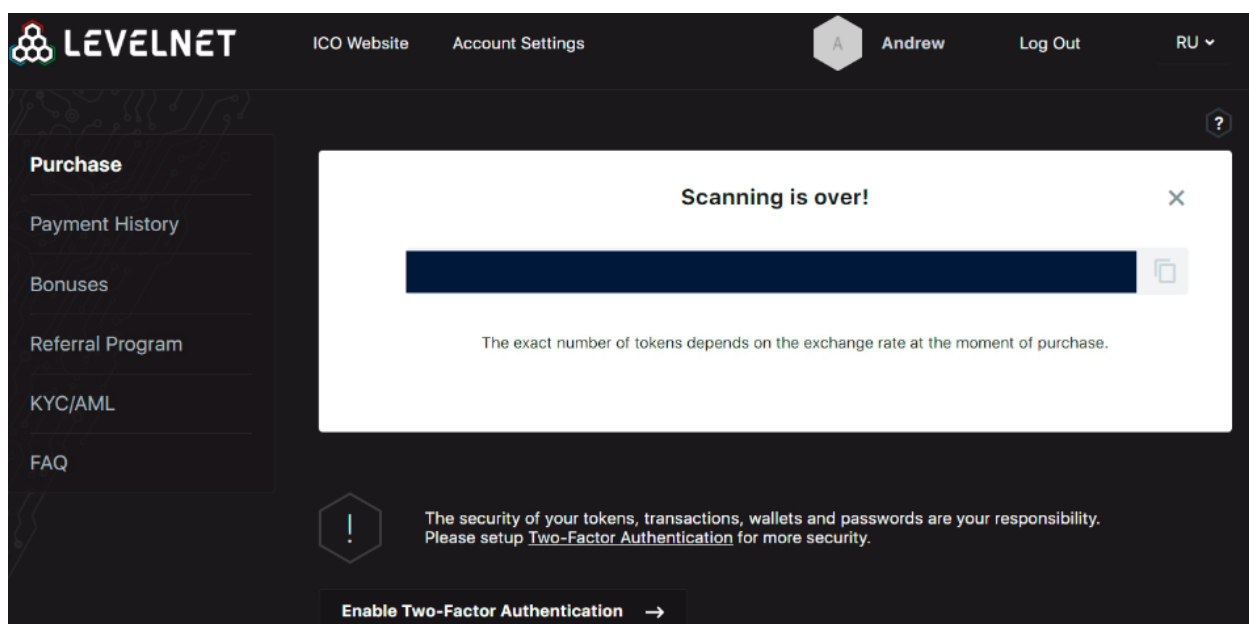 LEVELNET
ICO Website
Account Settings
A
Andrew
Log Out
RU
?
Purchase
Payment History
Bonuses
Referral Program
KYC/AML
FAQ
Scanning is over!
The exact number of tokens depends on the exchange rate at the moment of purchase.
!
The security of your tokens, transactions, wallets and passwords are your responsibility.
Please setup Two-Factor Authentication for more security.
Enable Two-Factor Authentication →